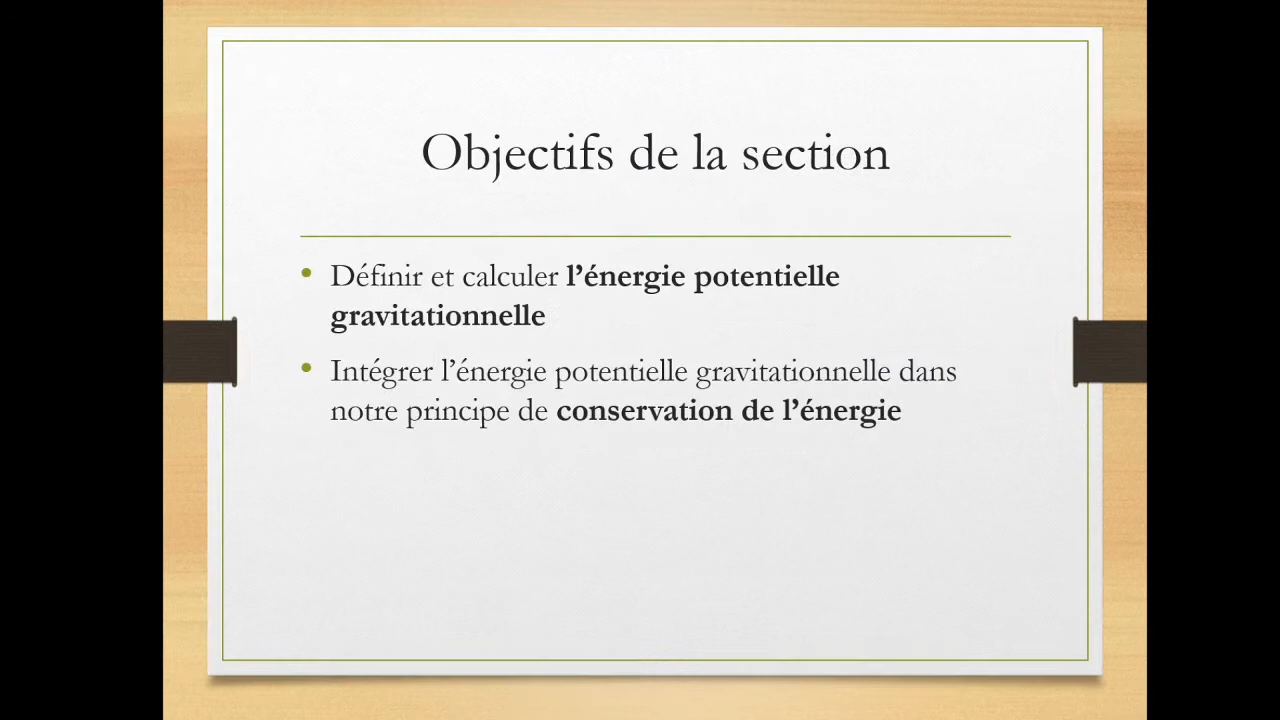 Objectifs de la section
• Définir et calculer l’énergie potentielle
gravitationnelle
• Intégrer l’énergie potentielle gravitationnelle dans
notre principe de conservation de l’énergie